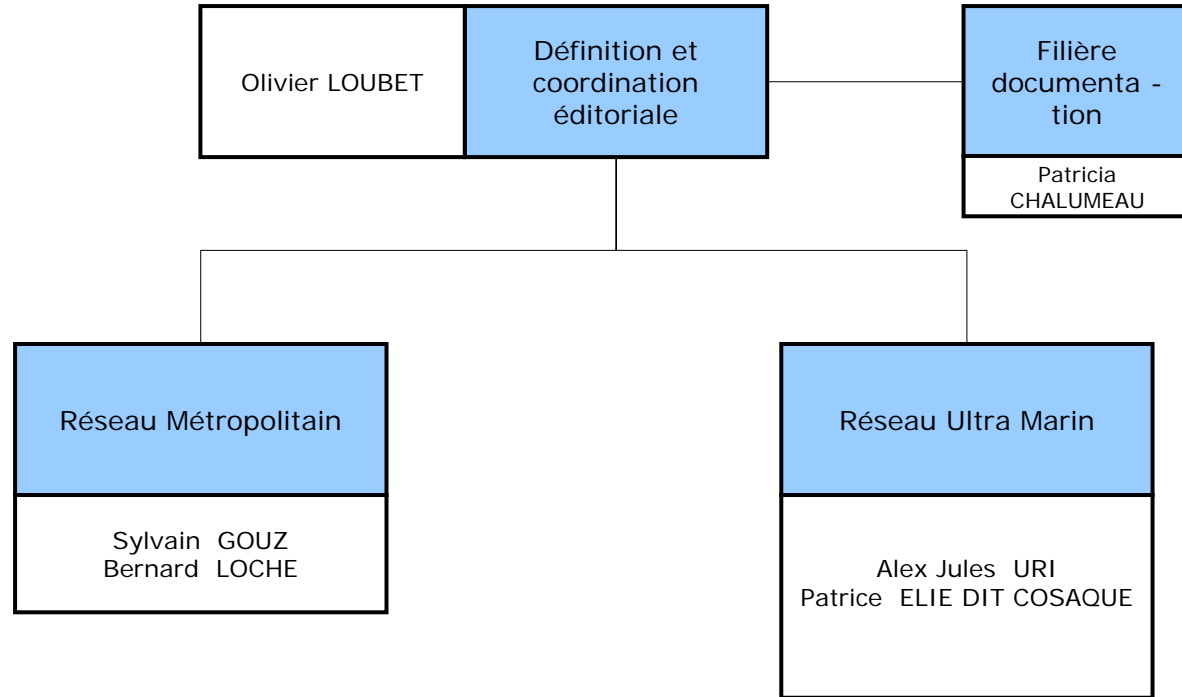 Olivier LOUBET
Définition et
coordination
éditoriale
Filière
documenta -
tion
Patricia
CHALUMEAU
Réseau Métropolitain
Sylvain GOUZ
Bernard LOCHE
Réseau Ultra Marin
Alex Jules URI
Patrice ELIE DIT COSAQUE